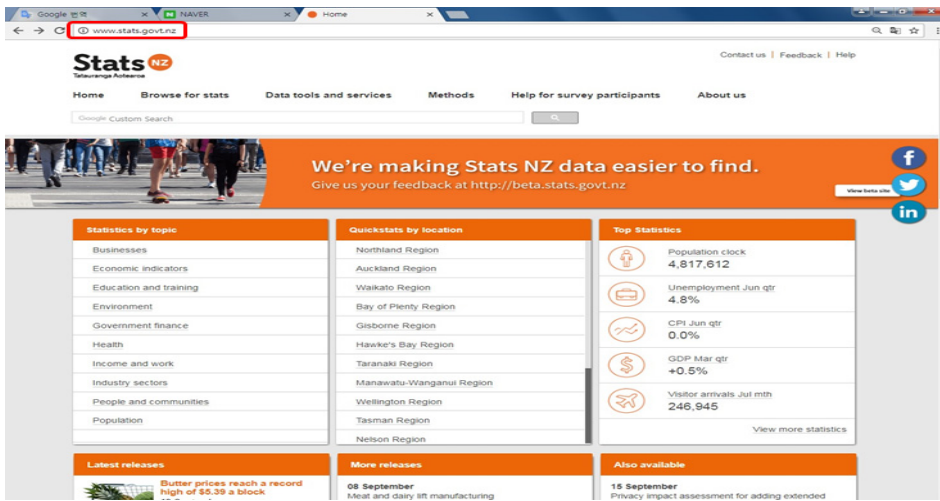 Google 번역
NAVER
Home
www.stats.govt.nz
Stats NZ
Tatauranga Aotearoa
Contact us | Feedback | Help
Home Browse for stats Data tools and services Methods Help for survey participants About us
Google Custom Search
We're making Stats NZ data easier to find.
Give us your feedback at http://beta.stats.govt.nz
View beta site
f
in
Statistics by topic
Businesses
Economic indicators
Education and training
Environment
Government finance
Health
Income and work
Industry sectors
People and communities
Population
Quickstats by location
Northland Region
Auckland Region
Waikato Region
Bay of Plenty Region
Gisborne Region
Hawke's Bay Region
Taranaki Region
Manawatu-Wanganui Region
Wellington Region
Tasman Region
Nelson Region
Top Statistics
Population clock
4,817,612
Unemployment Jun qtr
4.8%
CPI Jun qtr
0.0%
GDP Mar qtr
+0.5%
Visitor arrivals Jul mth
246,945
View more statistics
Latest releases
Butter prices reach a record
high of $5.39 a block
More releases
08 September
Meat and dairy lift manufacturing
Also available
15 September
Privacy impact assessment for adding extended